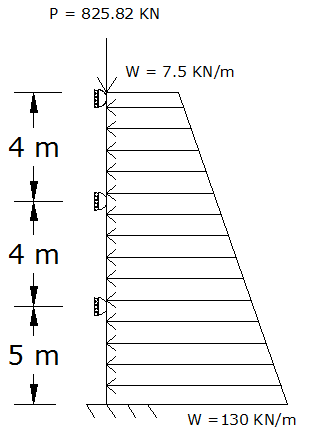 P = 825.82 KN
W = 7.5 KN/m
4 m
4 m
5 m
W =130 KN/m